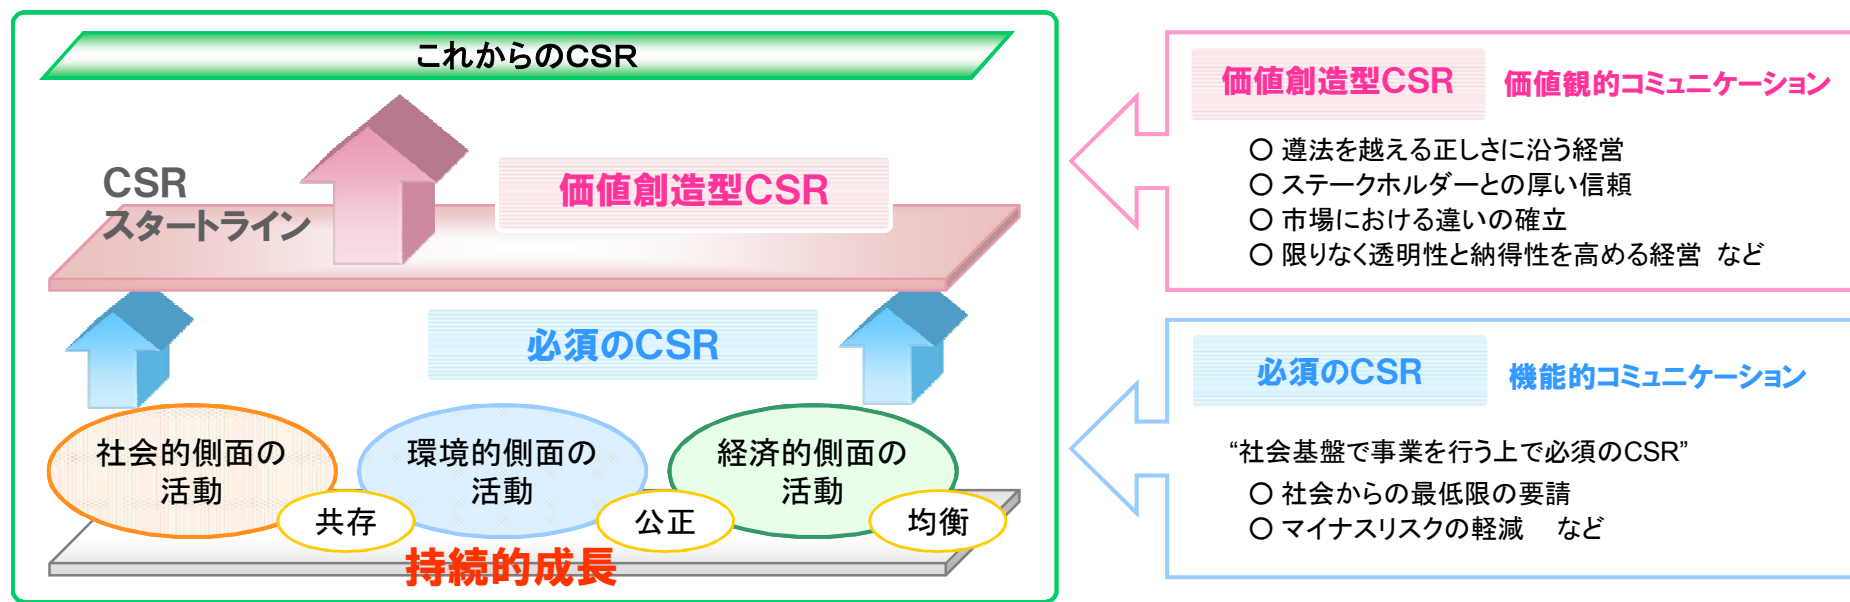 これからのCSR
CSR
スタートライン
価値創造型CSR
必須のCSR
社会的側面の
活動
環境的側面の
活動
経済的側面の
活動
共存
公正
均衡
持続的成長
価値創造型CSR 価値観的コミュニケーション
○ 遵法を越える正しさに沿う経営
○ ステークホルダーとの厚い信頼
○ 市場における違いの確立
○ 限りなく透明性と納得性を高める経営 など
必須のCSR 機能的コミュニケーション
“社会基盤で事業を行う上で必須のCSR”
○ 社会からの最低限の要請
○ マイナスリスクの軽減 など